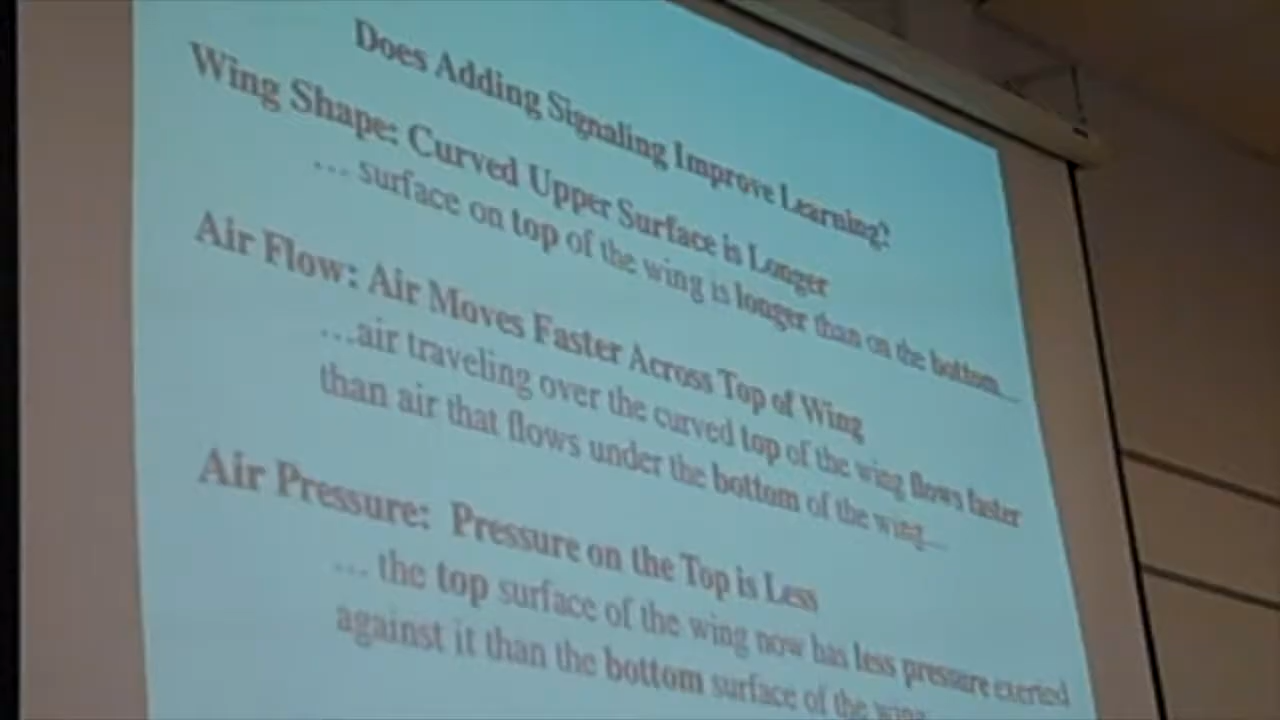 Does Adding Signaling Improve Learning?
Wing Shape: Curved Upper Surface is Longer
... surface on top of the wing is longer than on the bottom...
Air Flow: Air Moves Faster Across Top of Wing
...air traveling over the curved top of the wing flows faster
than air that flows under the bottom of the wing...
Air Pressure: Pressure on the Top is Less
... the top surface of the wing now has less pressure exerted
against it than the bottom surface of the wing